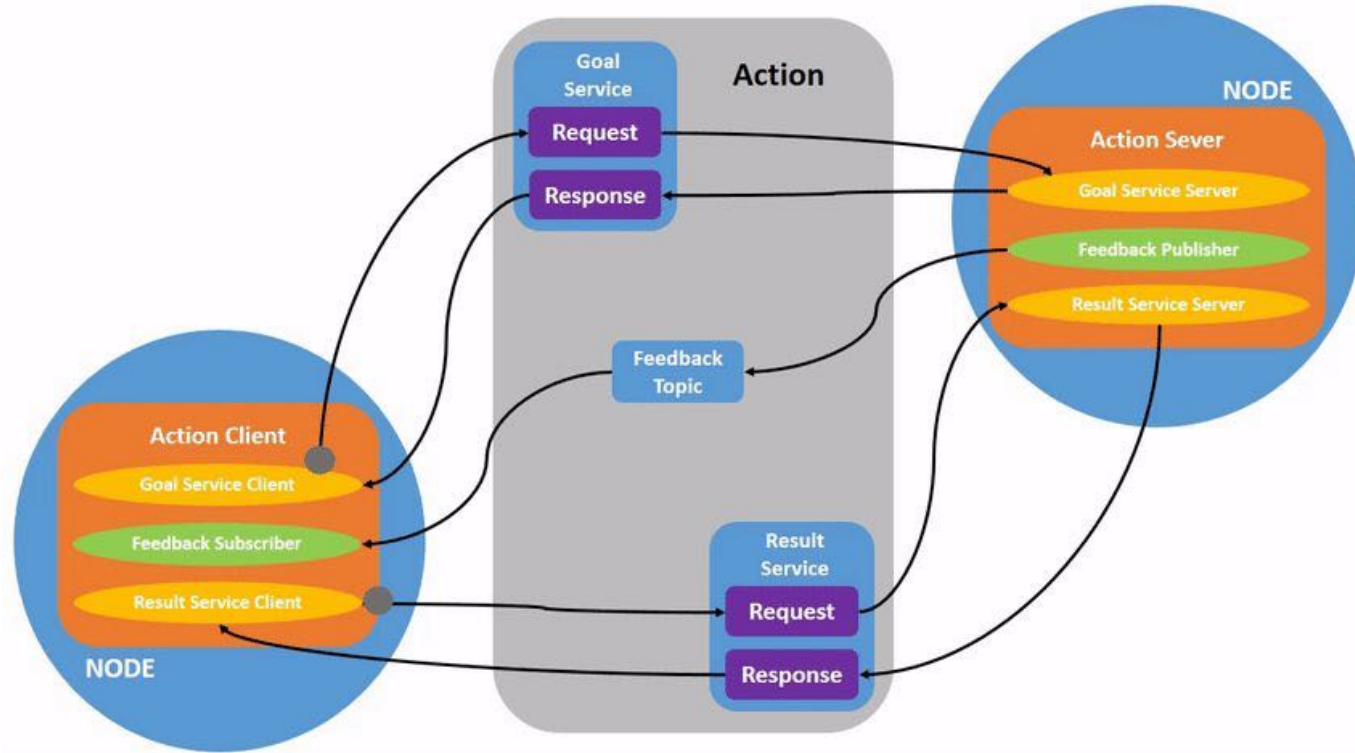 Goal
Service
Request
Response
Action
NODE
Action Sever
Goal Service Server
Feedback Publisher
Result Service Server
Feedback
Topic
Action Client
Goal Service Client
Feedback Subscriber
Result Service Client
NODE
Result
Service
Request
Response